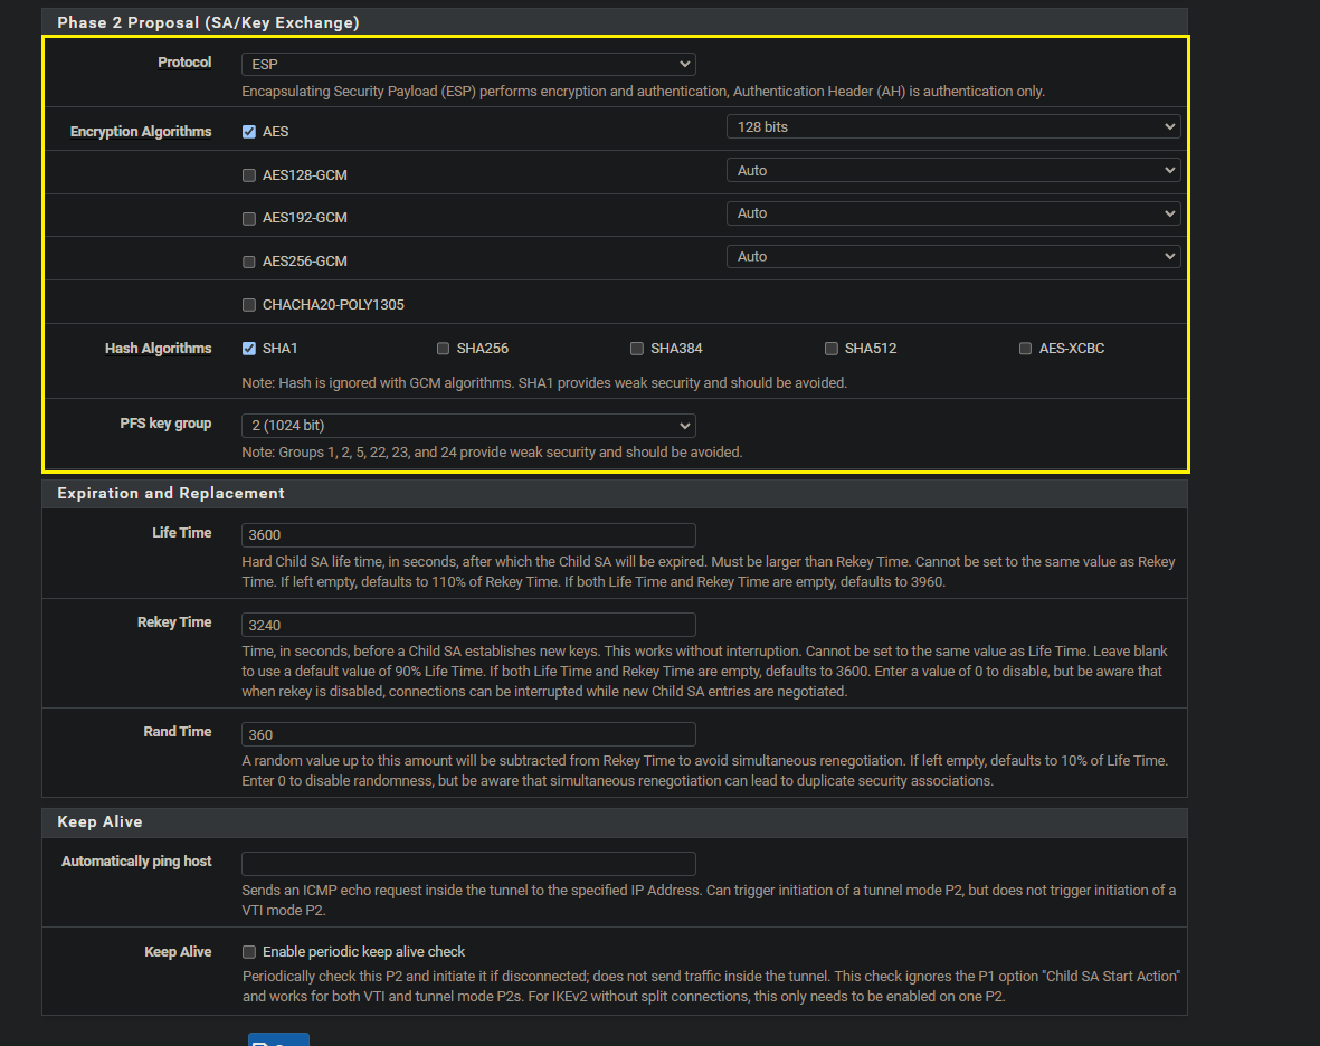 Phase 2 Proposal (SA/Key Exchange)
Protocol
ESP
Encapsulating Security Payload (ESP) performs encryption and authentication, Authentication Header (AH) is authentication only.
Encryption Algorithms
AES
128 bits
AES128-GCM
Auto
AES192-GCM
Auto
AES256-GCM
Auto
CHACHA20-POLY1305
Hash Algorithms
SHA1
SHA256
SHA384
SHA512
AES-XCBC
Note: Hash is ignored with GCM algorithms. SHA1 provides weak security and should be avoided.
PFS key group
2 (1024 bit)
Note: Groups 1, 2, 5, 22, 23, and 24 provide weak security and should be avoided.
Expiration and Replacement
Life Time
3600
Hard Child SA life time, in seconds, after which the Child SA will be expired. Must be larger than Rekey Time. Cannot be set to the same value as Rekey
Time. If left empty, defaults to 110% of Rekey Time. If both Life Time and Rekey Time are empty, defaults to 3960.
Rekey Time
3240
Time, in seconds, before a Child SA establishes new keys. This works without interruption. Cannot be set to the same value as Life Time. Leave blank
to use a default value of 90% Life Time. If both Life Time and Rekey Time are empty, defaults to 3600. Enter a value of 0 to disable, but be aware that
when rekey is disabled, connections can be interrupted while new Child SA entries are negotiated.
Rand Time
360
A random value up to this amount will be subtracted from Rekey Time to avoid simultaneous renegotiation. If left empty, defaults to 10% of Life Time.
Enter 0 to disable randomness, but be aware that simultaneous renegotiation can lead to duplicate security associations.
Keep Alive
Automatically ping host
Sends an ICMP echo request inside the tunnel to the specified IP Address. Can trigger initiation of a tunnel mode P2, but does not trigger initiation of a
VTI mode P2.
Keep Alive
Enable periodic keep alive check
Periodically check this P2 and initiate it if disconnected; does not send traffic inside the tunnel. This check ignores the P1 option "Child SA Start Action"
and works for both VTI and tunnel mode P2s. For IKEv2 without split connections, this only needs to be enabled on one P2.